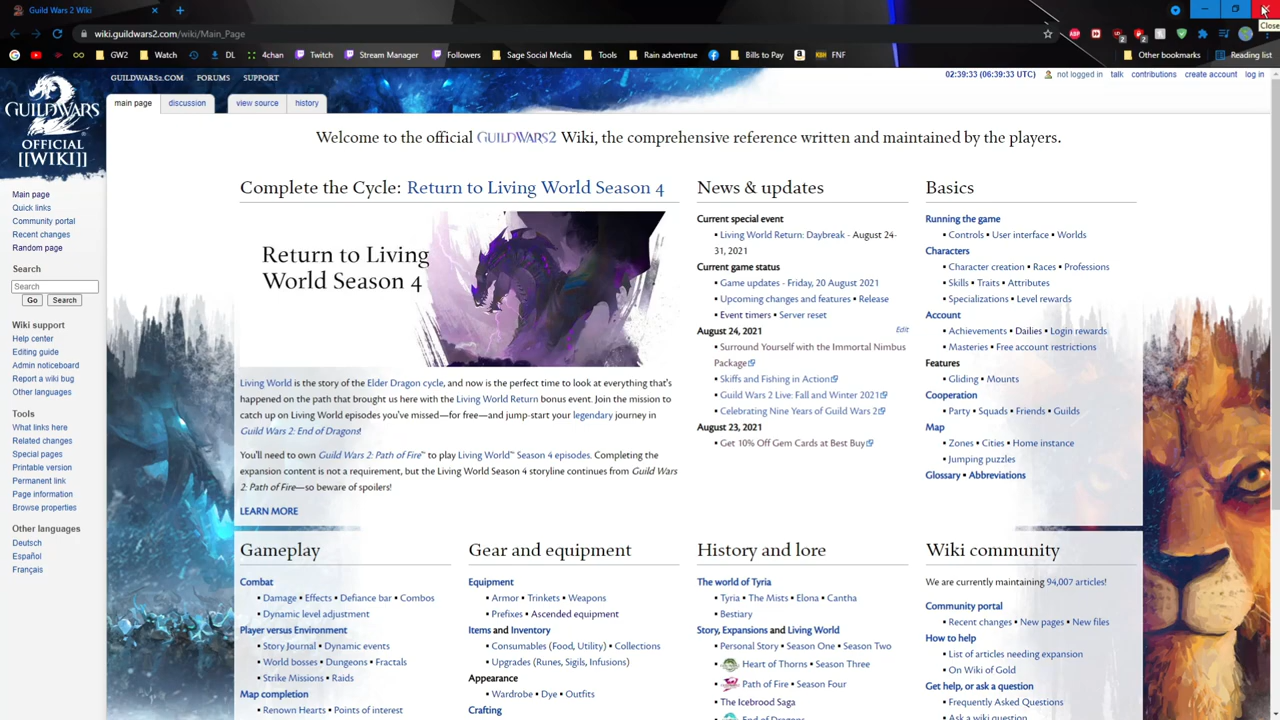 Guild Wars 2 Wiki
Close
wiki.guildwars2.com/wiki/Main_Page
GW2 Watch DL 4chan Twitch Stream Manager Followers Sage Social Media Tools Rain adventrue Bills to Pay FNF Other bookmarks Reading list
GUILDWARS2.COM FORUMS SUPPORT
02:39:33 (06:39:33 UTC) not logged in talk contributions create account log in
main page discussion view source history
GUILDWARS
OFFICIAL
[[WIKI]]
Main page
Quick links
Community portal
Recent changes
Random page
Search
Search
Go Search
Wiki support
Help center
Editing guide
Admin noticeboard
Report a wiki bug
Other languages
Tools
What links here
Related changes
Special pages
Printable version
Permanent link
Page information
Browse properties
Other languages
Deutsch
Español
Français
Welcome to the official GUILDWARS2 Wiki, the comprehensive reference written and maintained by the players.
Complete the Cycle: Return to Living World Season 4
Return to Living
World Season 4
Living World is the story of the Elder Dragon cycle, and now is the perfect time to look at everything that's
happened on the path that brought us here with the Living World Return bonus event. Join the mission to
catch up on Living World episodes you've missed—for free—and jump-start your legendary journey in
Guild Wars 2: End of Dragons!
You'll need to own Guild Wars 2: Path of Fire™ to play Living World™ Season 4 episodes. Completing the
expansion content is not a requirement, but the Living World Season 4 storyline continues from Guild War
2: Path of Fire—so beware of spoilers!
LEARN MORE
News & updates
Current special event
▪ Living World Return: Daybreak - August 24-
31, 2021
Current game status
▪ Game updates - Friday, 20 August 2021
▪ Upcoming changes and features ▪ Release
▪ Event timers ▪ Server reset
August 24, 2021 Edit
▪ Surround Yourself with the Immortal Nimbus
Package
▪ Skiffs and Fishing in Action
▪ Guild Wars 2 Live: Fall and Winter 2021
▪ Celebrating Nine Years of Guild Wars 2
August 23, 2021
▪ Get 10% Off Gem Cards at Best Buy
Basics
Running the game
▪ Controls ▪ User interface ▪ Worlds
Characters
▪ Character creation ▪ Races ▪ Professions
▪ Skills ▪ Traits ▪ Attributes
▪ Specializations ▪ Level rewards
Account
▪ Achievements ▪ Dailies ▪ Login rewards
▪ Masteries ▪ Free account restrictions
Features
▪ Gliding ▪ Mounts
Cooperation
▪ Party ▪ Squads ▪ Friends ▪ Guilds
Map
▪ Zones ▪ Cities ▪ Home instance
▪ Jumping puzzles
Glossary ▪ Abbreviations
Gameplay
Combat
▪ Damage ▪ Effects ▪ Defiance bar ▪ Combos
▪ Dynamic level adjustment
Player versus Environment
▪ Story Journal ▪ Dynamic events
▪ World bosses ▪ Dungeons ▪ Fractals
▪ Strike Missions ▪ Raids
Map completion
▪ Renown Hearts ▪ Points of interest
Gear and equipment
Equipment
▪ Armor ▪ Trinkets ▪ Weapons
▪ Prefixes ▪ Ascended equipment
Items and Inventory
▪ Consumables (Food, Utility) ▪ Collections
▪ Upgrades (Runes, Sigils, Infusions)
Appearance
▪ Wardrobe ▪ Dye ▪ Outfits
Crafting
History and lore
The world of Tyria
▪ Tyria ▪ The Mists ▪ Elona ▪ Cantha
▪ Bestiary
Story, Expansions and Living World
▪ Personal Story ▪ Season One ▪ Season Two
▪ Heart of Thorns ▪ Season Three
▪ Path of Fire ▪ Season Four
▪ The Icebrood Saga
▪ End of Dragons
Wiki community
We are currently maintaining 94,007 articles!
Community portal
▪ Recent changes ▪ New pages ▪ New files
How to help
▪ List of articles needing expansion
▪ On Wiki of Gold
Get help, or ask a question
▪ Frequently Asked Questions
▪ Ask a wiki question